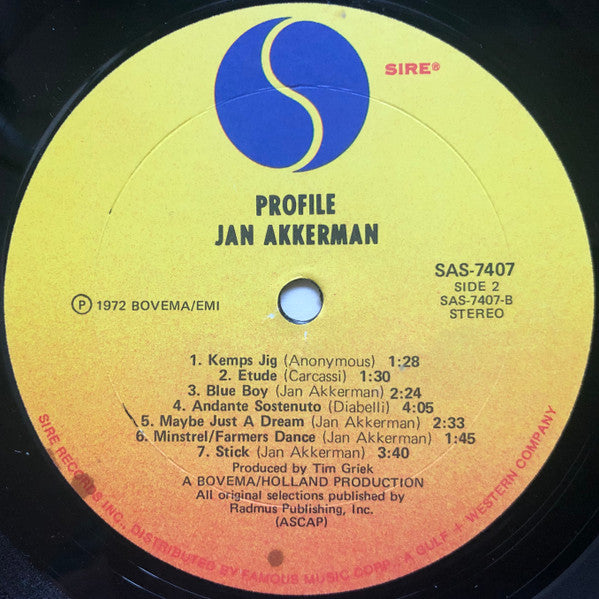 SIRE®
PROFILE
JAN AKKERMAN
SAS-7407
SIDE 2
SAS-7407-B
STEREO
Ⓟ 1972 BOVEMA/EMI
1. Kemps Jig (Anonymous) 1:28
2. Etude (Carcassi) 1:30
3. Blue Boy (Jan Akkerman) 2:24
4. Andante Sostenuto (Diabelli) 4:05
5. Maybe Just A Dream (Jan Akkerman) 2:33
6. Minstrel/Farmers Dance (Jan Akkerman) 1:45
7. Stick (Jan Akkerman) 3:40
Produced by Tim Griek
A BOVEMA/HOLLAND PRODUCTION
All original selections published by
Radmus Publishing, Inc.
(ASCAP)
SIRE RECORDS INC., DISTRIBUTED BY FAMOUS MUSIC CORP., A GULF + WESTERN COMPANY